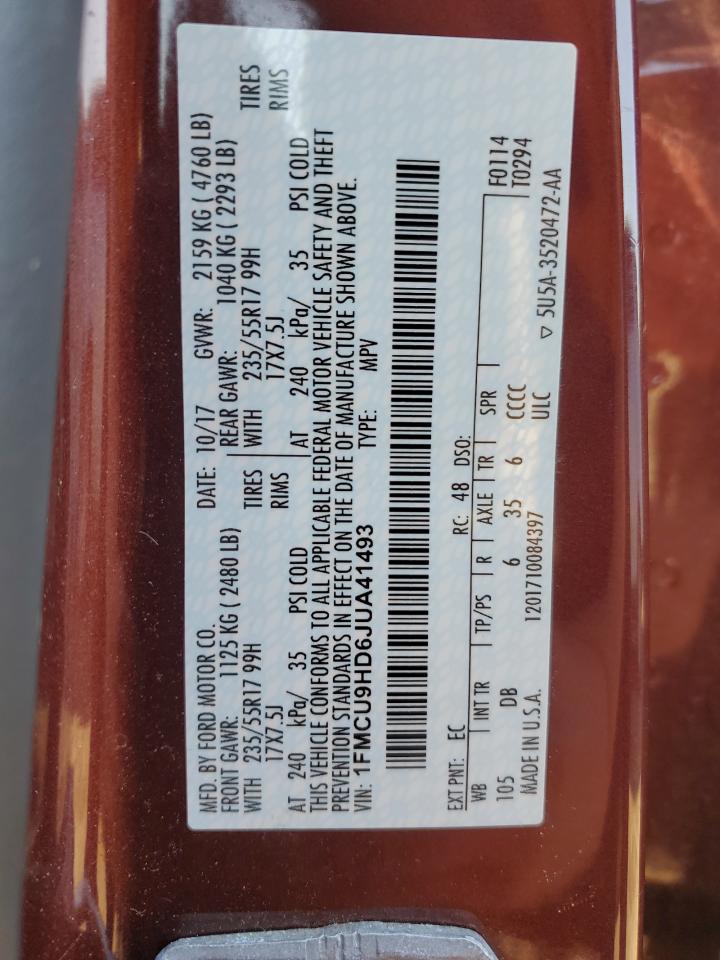 MFD. BY FORD MOTOR CO. DATE: 10/17 GVWR: 2159 KG ( 4760 LB)
FRONT GAWR: 1125 KG ( 2480 LB) REAR GAWR: 1040 KG ( 2293 LB)
WITH 235/55R17 99H TIRES WITH 235/55R17 99H TIRES
17X7.5J RIMS 17X7.5J RIMS
AT 240 kPa/ 35 PSI COLD AT 240 kPa/ 35 PSI COLD
THIS VEHICLE CONFORMS TO ALL APPLICABLE FEDERAL MOTOR VEHICLE SAFETY AND THEFT
PREVENTION STANDARDS IN EFFECT ON THE DATE OF MANUFACTURE SHOWN ABOVE.
VIN: 1FMCU9HD6JUA41493 TYPE: MPV
EXT PNT: EC RC: 48 DSO:
WB INT TR TP/PS R AXLE TR SPR F0114
105 DB 6 35 6 CCCC T0294
MADE IN U.S.A. 1201710084397 ULC
▽ 5U5A-3520472-AA